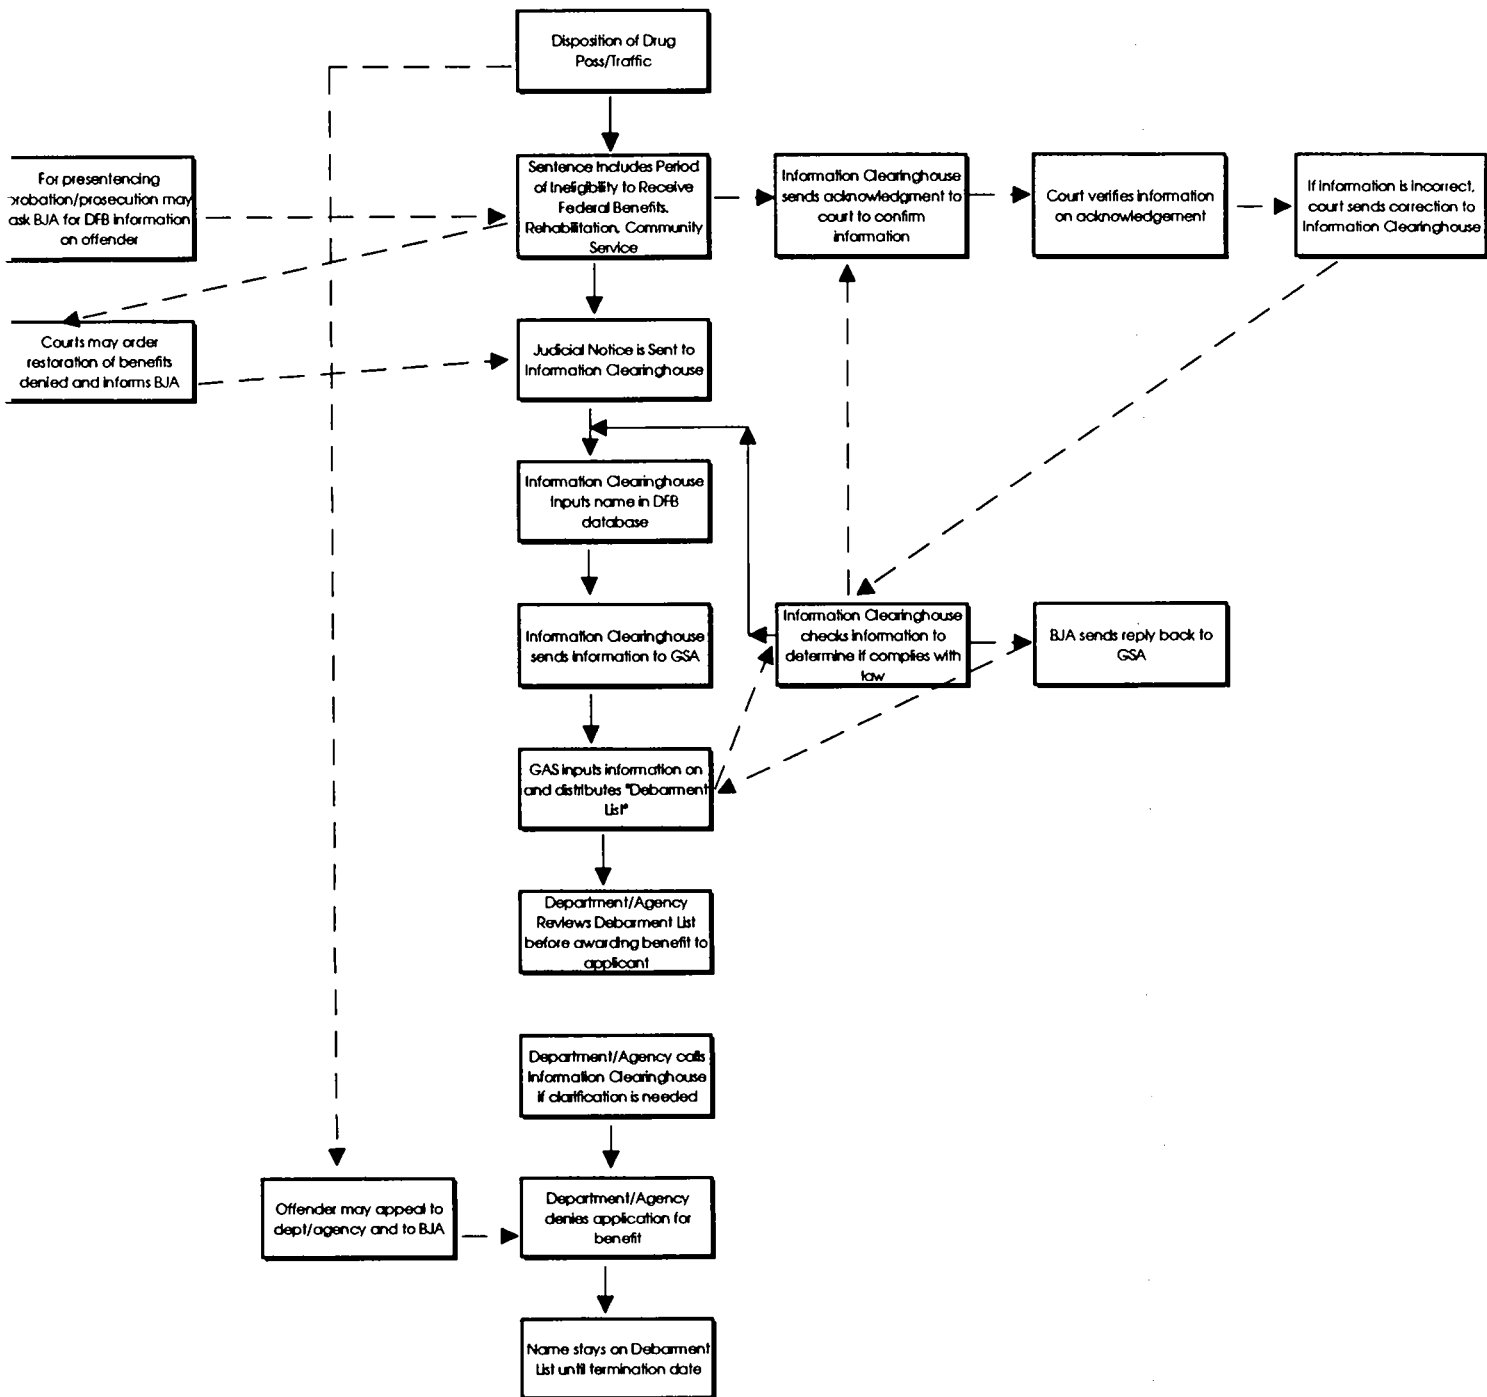 Disposition of Drug
Poss/Traffic
For presentencing
probation/prosecution may
ask BJA for DFB information
on offender
Sentence Includes Period
of Ineligibility to Receive
Federal Benefits.
Rehabilitation, Community
Service
Information Clearinghouse
sends acknowledgment to
court to confirm
information
Court verifies information
on acknowledgement
If information is incorrect,
court sends correction to
Information Clearinghouse
Courts may order
restoration of benefits
denied and informs BJA
Judicial Notice is Sent to
Information Clearinghouse
Information Clearinghouse
Inputs name in DFB
database
Information Clearinghouse
sends information to GSA
Information Clearinghouse
checks information to
determine if complies with
law
BJA sends reply back to
GSA
GAS inputs information on
and distributes "Debarment
List"
Department/Agency
Reviews Debarment List
before awarding benefit to
applicant
Department/Agency calls
Information Clearinghouse
if clarification is needed
Offender may appeal to
dept/agency and to BJA
Department/Agency
denies application for
benefit
Name stays on Debarment
List until termination date